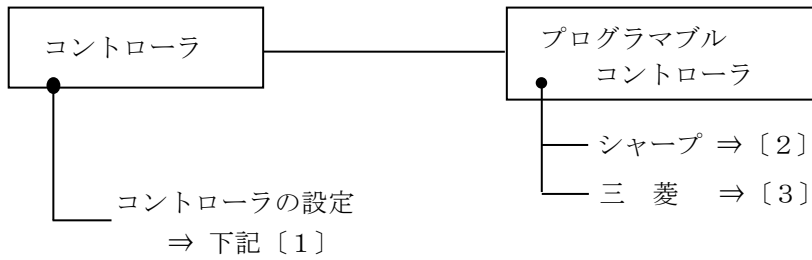 コントローラ
プログラマブル
コントローラ
シャープ ⇒〔２〕
三　菱　⇒〔３〕
コントローラの設定
⇒ 下記〔１〕